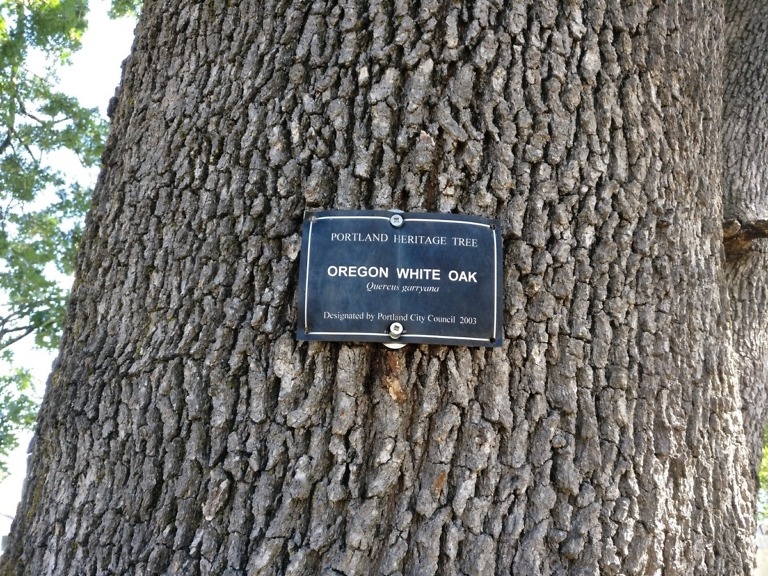 PORTLAND HERITAGE TREE
OREGON WHITE OAK
Quercus garryana
Designated by Portland City Council 2003